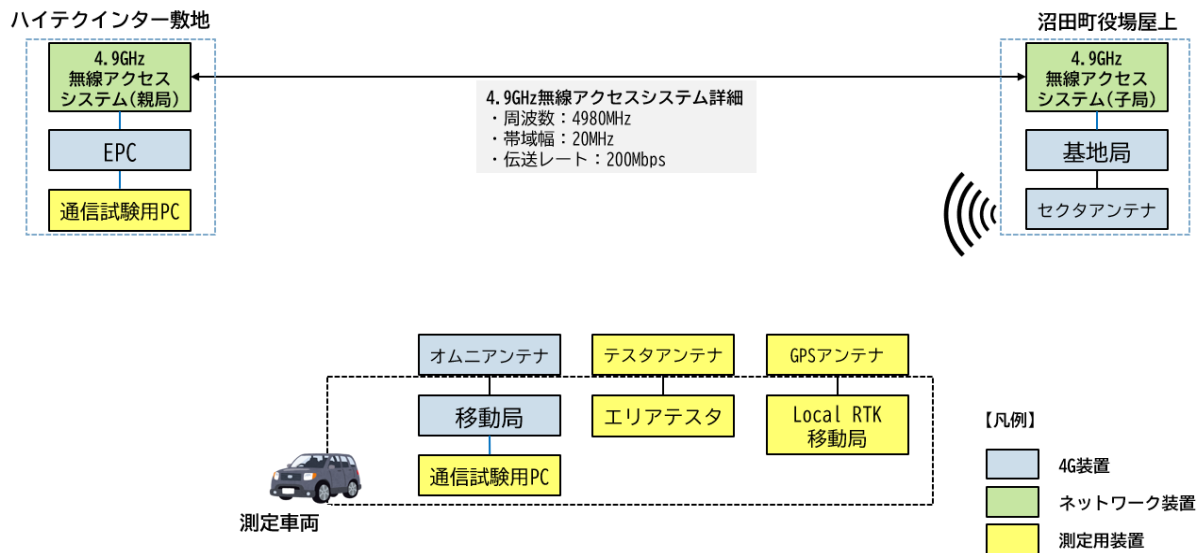 ハイテクインター敷地
4.9GHz
無線アクセス
システム(親局)
EPC
通信試験用PC
4.9GHz無線アクセスシステム詳細
・周波数：4980MHz
・帯域幅：20MHz
・伝送レート：200Mbps
沼田町役場屋上
4.9GHz
無線アクセス
システム(子局)
基地局
セクタアンテナ
オムニアンテナ
テスタアンテナ
GPSアンテナ
移動局
エリアテスタ
Local RTK
移動局
通信試験用PC
測定車両
【凡例】
4G装置
ネットワーク装置
測定用装置